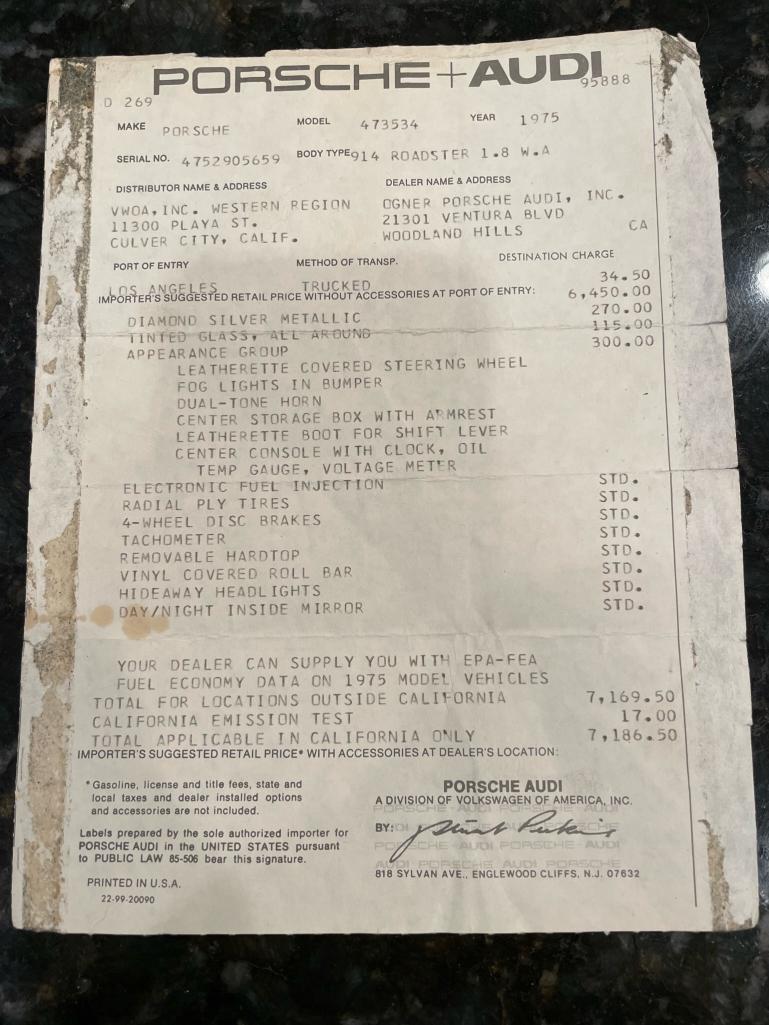 PORSCHE+AUDI
95888
D 269
MAKE PORSCHE MODEL 473534 YEAR 1975
SERIAL NO. 4752905659 BODY TYPE 914 ROADSTER 1.8 W.A
DISTRIBUTOR NAME & ADDRESS DEALER NAME & ADDRESS
VWOA,INC. WESTERN REGION OGNER PORSCHE AUDI, INC.
11300 PLAYA ST. 21301 VENTURA BLVD
CULVER CITY, CALIF. WOODLAND HILLS CA
PORT OF ENTRY METHOD OF TRANSP. DESTINATION CHARGE
LOS ANGELES TRUCKED 34.50
IMPORTER'S SUGGESTED RETAIL PRICE WITHOUT ACCESSORIES AT PORT OF ENTRY: 6,450.00
DIAMOND SILVER METALLIC 270.00
TINTED GLASS, ALL AROUND 115.00
APPEARANCE GROUP 300.00
LEATHERETTE COVERED STEERING WHEEL
FOG LIGHTS IN BUMPER
DUAL-TONE HORN
CENTER STORAGE BOX WITH ARMREST
LEATHERETTE BOOT FOR SHIFT LEVER
CENTER CONSOLE WITH CLOCK, OIL
TEMP GAUGE, VOLTAGE METER
ELECTRONIC FUEL INJECTION STD.
RADIAL PLY TIRES STD.
4-WHEEL DISC BRAKES STD.
TACHOMETER STD.
REMOVABLE HARDTOP STD.
VINYL COVERED ROLL BAR STD.
HIDEAWAY HEADLIGHTS STD.
DAY/NIGHT INSIDE MIRROR STD.
YOUR DEALER CAN SUPPLY YOU WITH EPA-FEA
FUEL ECONOMY DATA ON 1975 MODEL VEHICLES
TOTAL FOR LOCATIONS OUTSIDE CALIFORNIA 7,169.50
CALIFORNIA EMISSION TEST 17.00
TOTAL APPLICABLE IN CALIFORNIA ONLY 7,186.50
IMPORTER'S SUGGESTED RETAIL PRICE* WITH ACCESSORIES AT DEALER'S LOCATION:
*Gasoline, license and title fees, state and
local taxes and dealer installed options
and accessories are not included.
Labels prepared by the sole authorized importer for
PORSCHE AUDI in the UNITED STATES pursuant
to PUBLIC LAW 85-506 bear this signature.
PRINTED IN U.S.A.
22-99-20090
PORSCHE AUDI
A DIVISION OF VOLKSWAGEN OF AMERICA, INC.
BY:
PORSCHE AUDI PORSCHE AUDI
AUDI PORSCHE AUDI PORSCHE
818 SYLVAN AVE., ENGLEWOOD CLIFFS, N.J. 07632